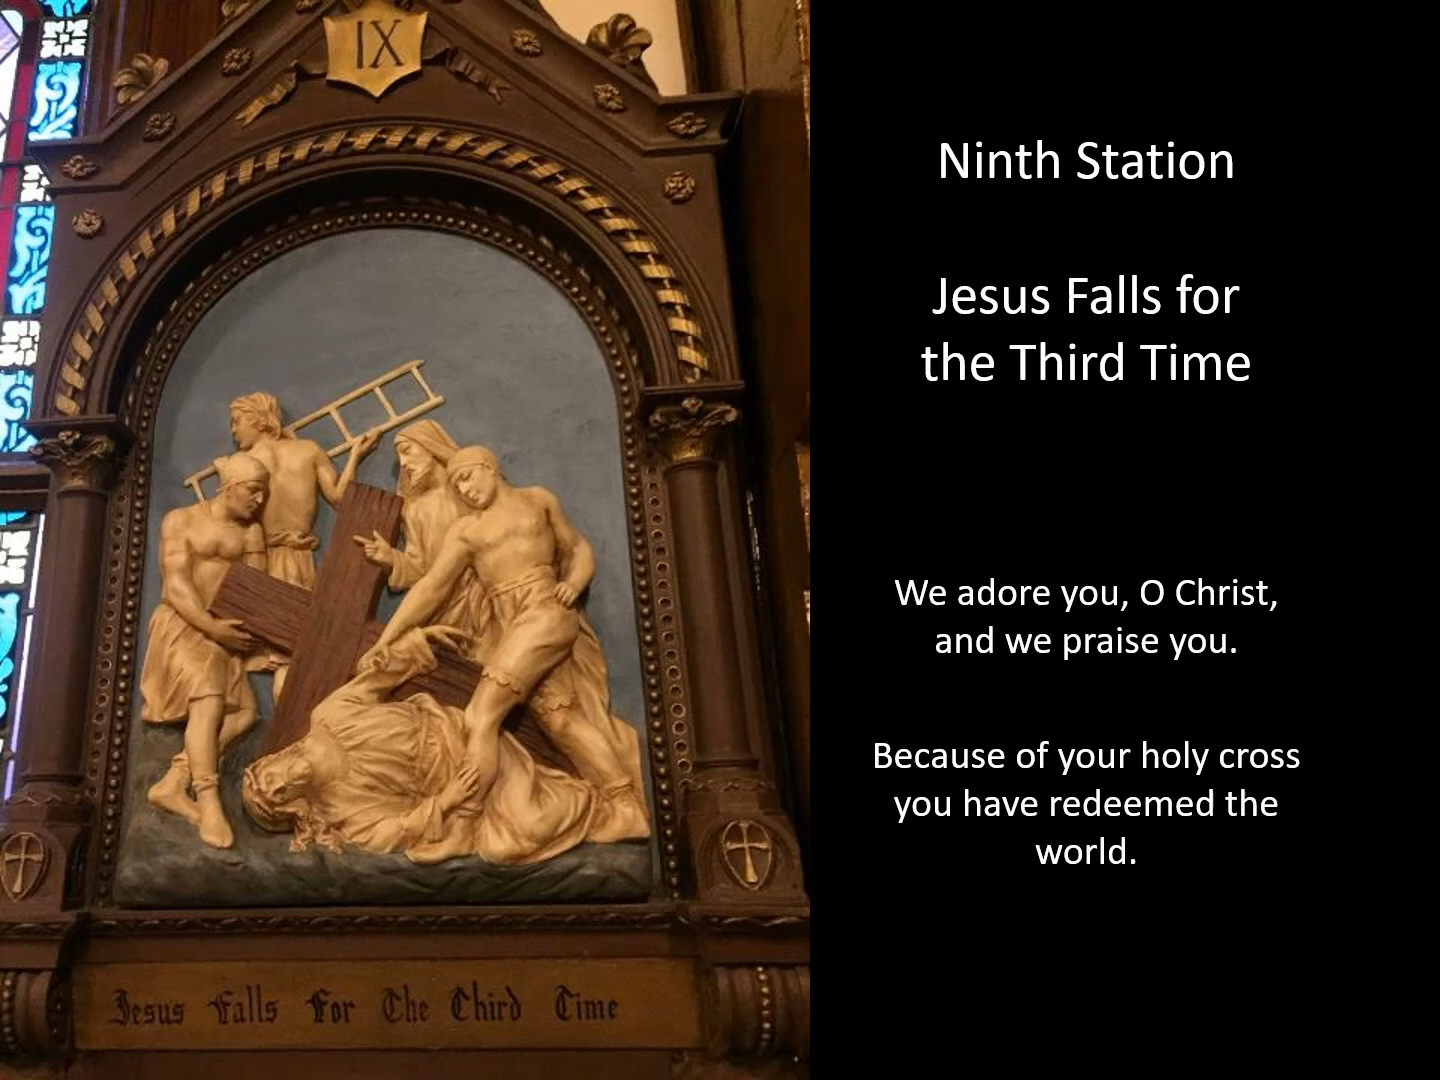 IX
Jesus Falls For The Third Time
Ninth Station
Jesus Falls for
the Third Time
We adore you, O Christ,
and we praise you.
Because of your holy cross
you have redeemed the
world.